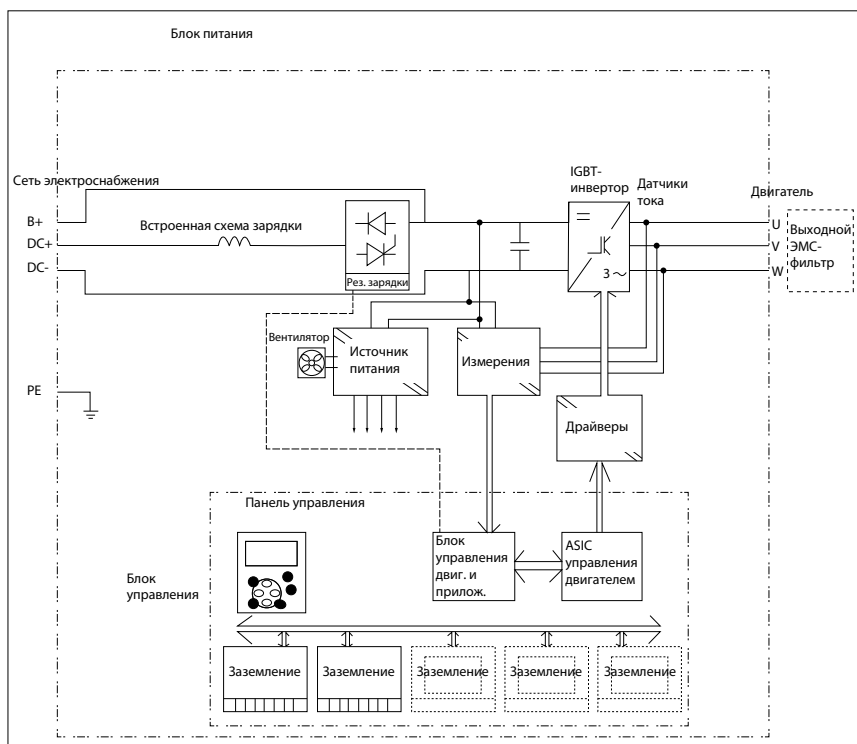 Блок питания
Сеть электроснабжения
IGBT-
инвертор
Датчики
тока
Двигатель
B+
Встроенная схема зарядки
DC+
DC-
Рез. зарядки
3 ~
U
V
W
Выходной
ЭМС-
фильтр
Вентилятор
Источник
питания
Измерения
PE
Драйверы
Панель управления
Блок
управления
Блок
управления
двиг. и
прилож.
ASIC
управления
двигателем
Заземление
Заземление
Заземление
Заземление
Заземление